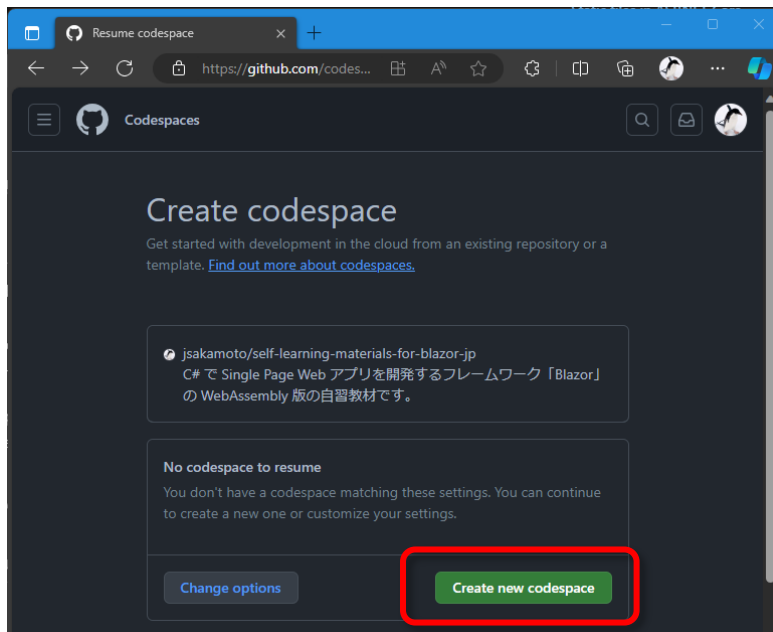 Resume codespace
https://github.com/codes...
Codespaces
Create codespace
Get started with development in the cloud from an existing repository or a
template. Find out more about codespaces.
jsakamoto/self-learning-materials-for-blazor-jp
C# で Single Page Web アプリを開発するフレームワーク「Blazor」
の WebAssembly 版の自習教材です。
No codespace to resume
You don't have a codespace matching these settings. You can continue
to create a new one or customize your settings.
Change options
Create new codespace